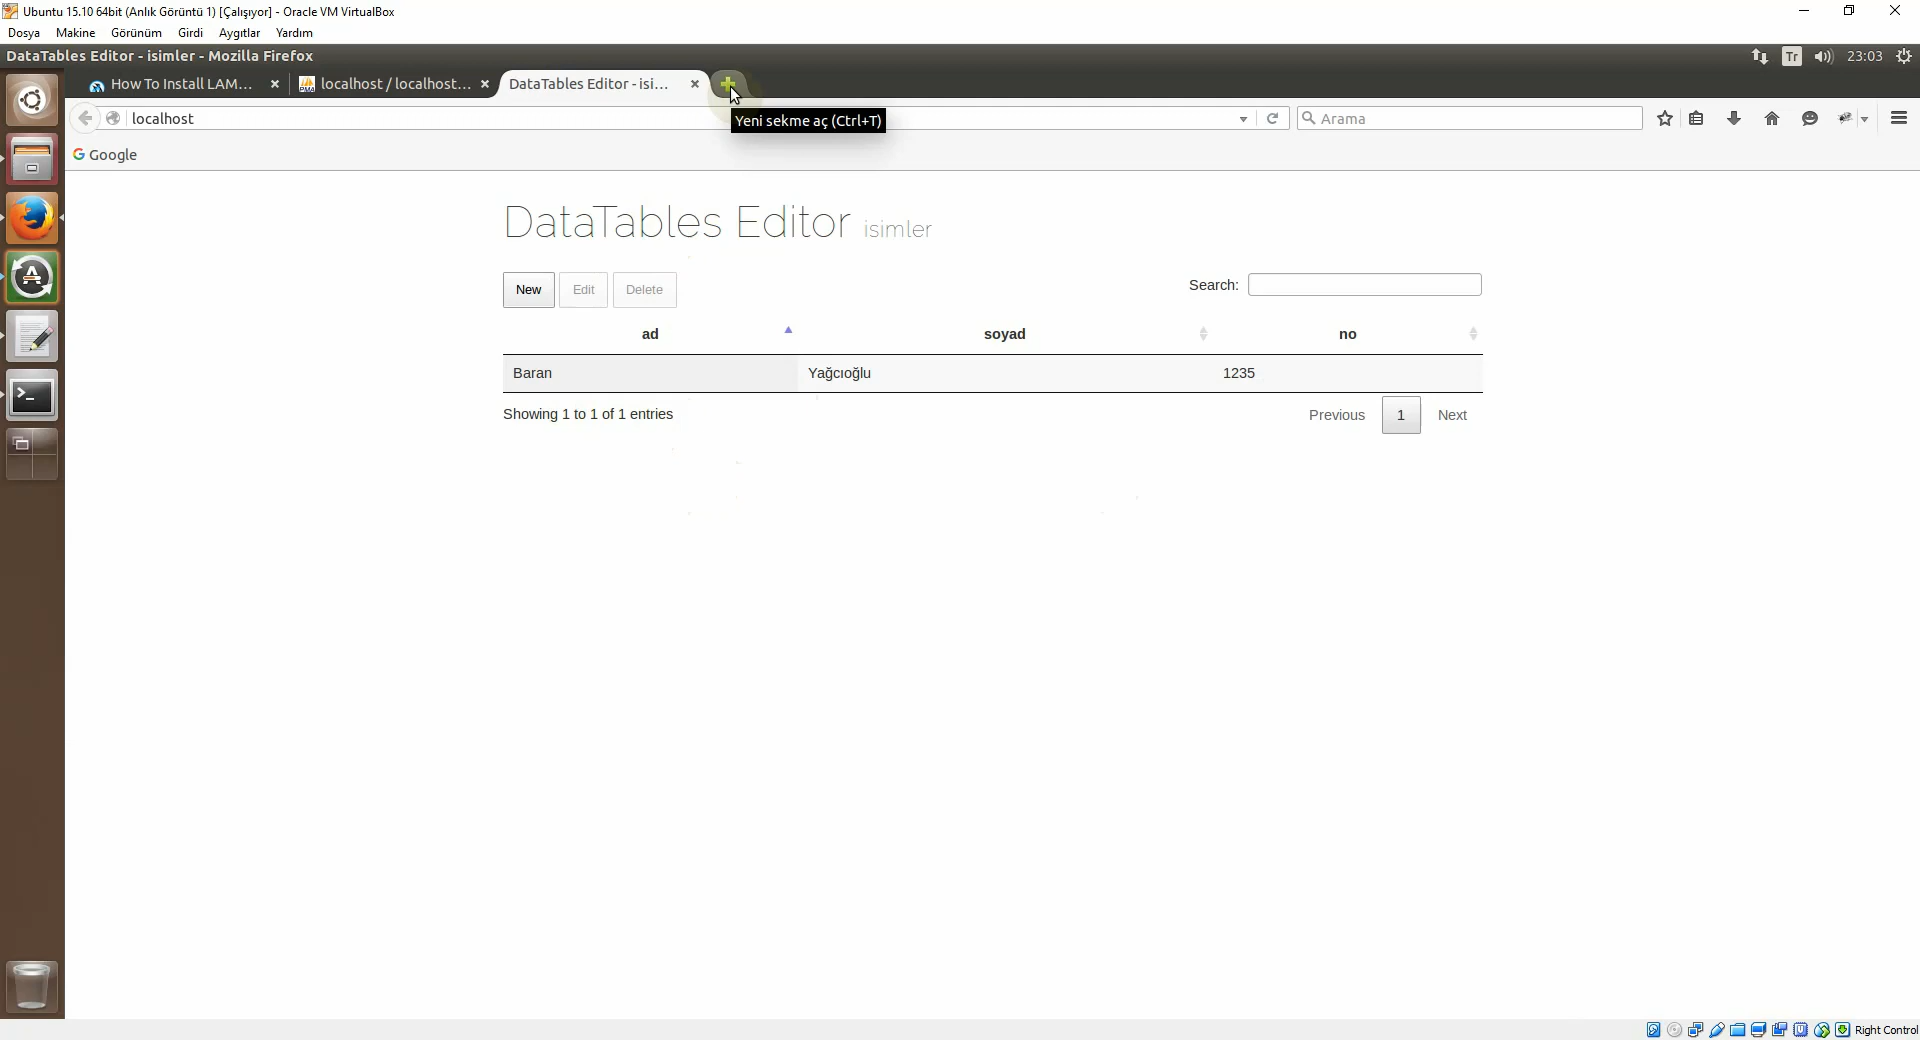 Ubuntu 15.10 64bit (Anlık Görüntü 1) [Çalışıyor] - Oracle VM VirtualBox
Dosya Makine Görünüm Girdi Aygıtlar Yardım
DataTables Editor - isimler - Mozilla Firefox
Tr 23:03
How To Install LAM... localhost / localhost... DataTables Editor - isi...
localhost
Arama
Yeni sekme aç (Ctrl+T)
Google
DataTables Editor isimler
New Edit Delete Search:
ad soyad no
Baran Yağcıoğlu 1235
Showing 1 to 1 of 1 entries Previous 1 Next
Right Control